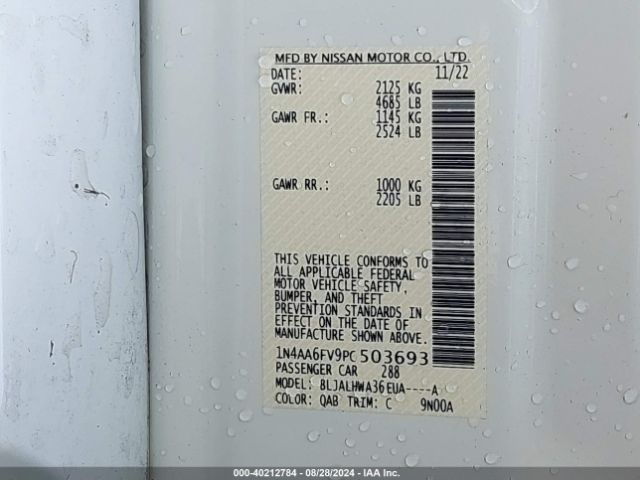 MFD BY NISSAN MOTOR CO., LTD.
DATE: 11/22
GVWR: 2125 KG
4685 LB
GAWR FR.: 1145 KG
2524 LB
GAWR RR.: 1000 KG
2205 LB
THIS VEHICLE CONFORMS TO
ALL APPLICABLE FEDERAL
MOTOR VEHICLE SAFETY,
BUMPER, AND THEFT
PREVENTION STANDARDS IN
EFFECT ON THE DATE OF
MANUFACTURE SHOWN ABOVE.
1N4AA6FV9PC503693
PASSENGER CAR 288
MODEL: BLJALHWA36EUA----A
COLOR: QAB TRIM: C 9N00A
000-40212784 - 08/28/2024 - IAA Inc.